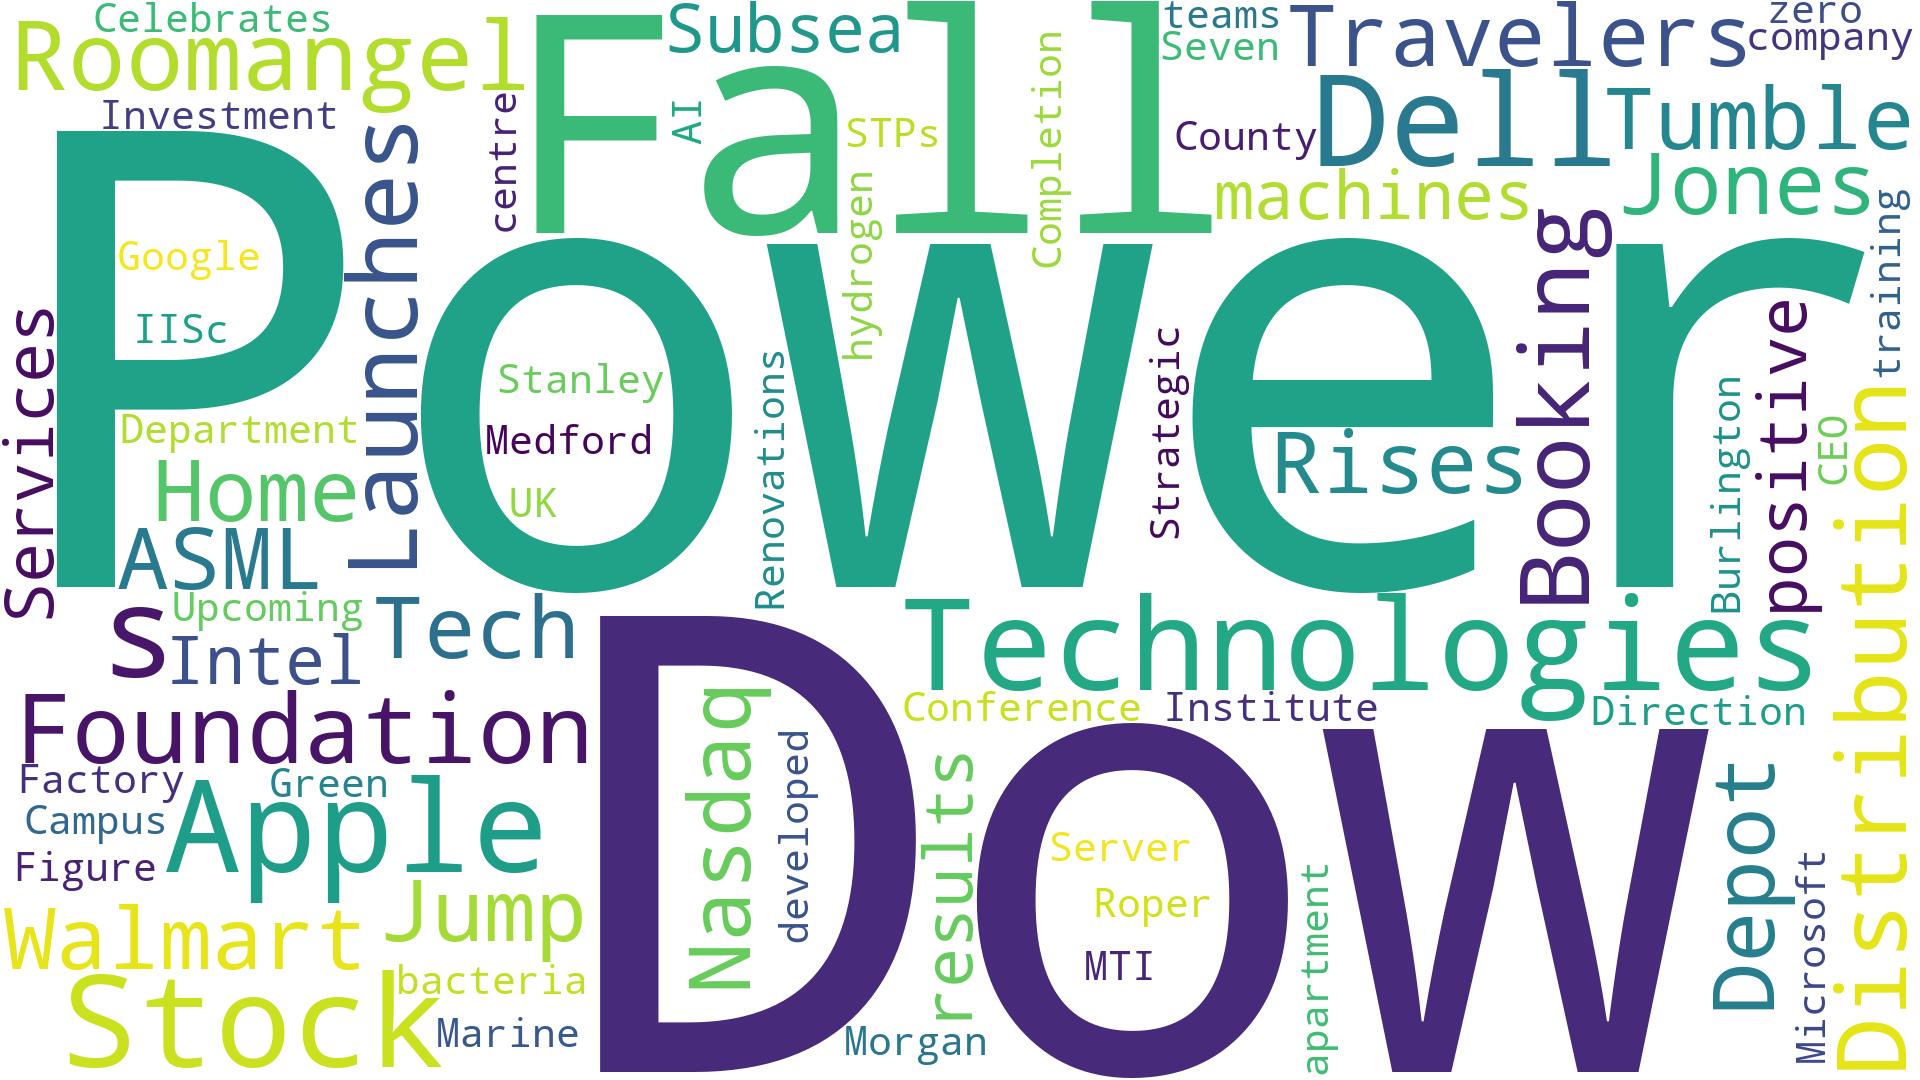 Celebrates
Roomangel
Investment
Fall
Subsea
AI
centre
STPs
hydrogen
Completion
teams
Seven
Travelers
zero
company
County
Dell
Tumble
machines
Jones
training
Power
Google
IISc
Launches
Services
Department
Home
ASML
Stanley
Medford
UK
Renovations
Strategic
Rises
Booking
Burlington
positive
CEO
Distribution
s
Upcoming
Intel
Tech
Technologies
Foundation
Conference
Institute
Direction
Factory
Green
Campus
Apple
Figure
Dow
Nasdaq
developed
results
Server
Roper
MTI
apartment
Depot
Microsoft
Walmart
Jump
bacteria
Stock
Marine
Morgan